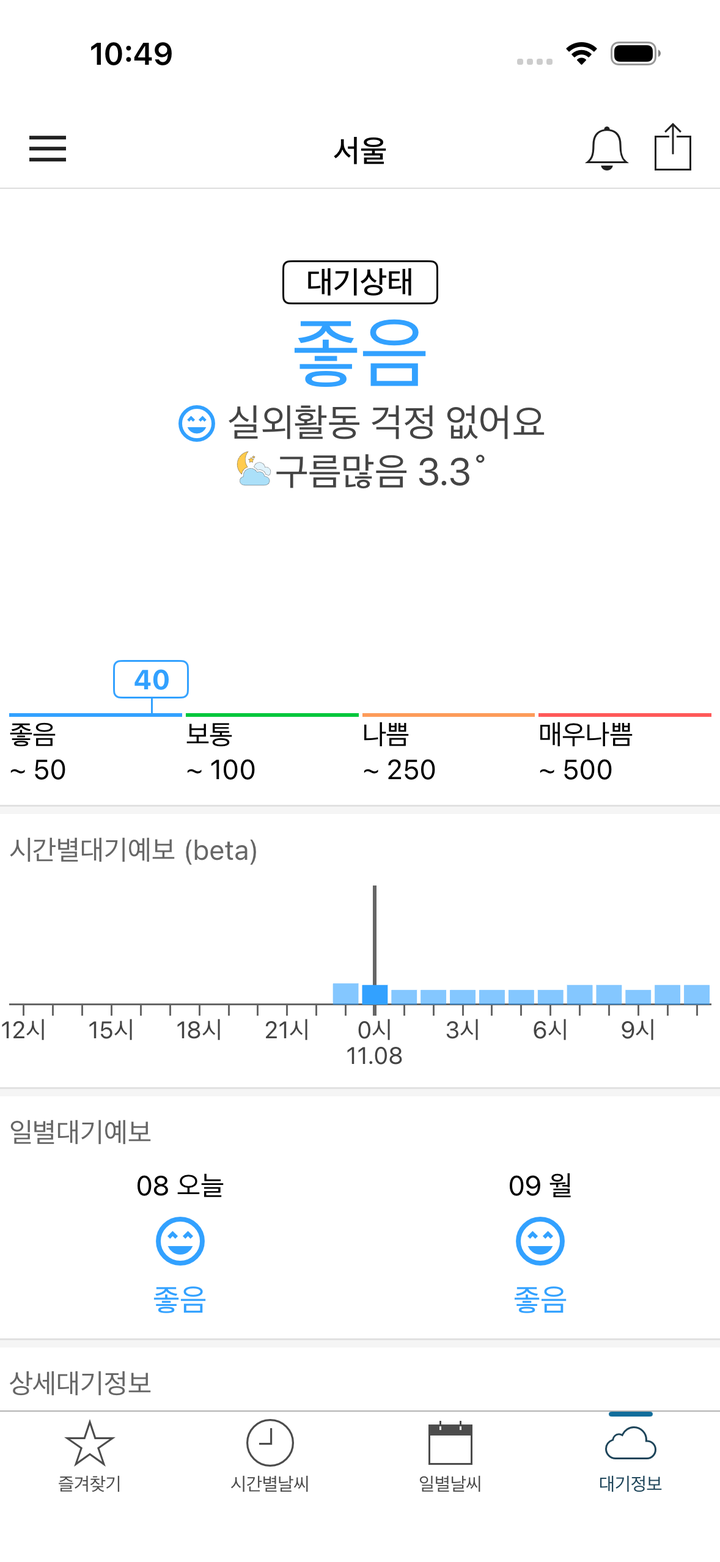 10:49
서울
대기상태
좋음
실외활동 걱정 없어요
구름많음 3.3˚
40
좋음 보통 나쁨 매우나쁨
~ 50 ~ 100 ~ 250 ~ 500
시간별대기예보 (beta)
12시 15시 18시 21시 0시 3시 6시 9시
11.08
일별대기예보
08 오늘 09 월
좋음 좋음
상세대기정보
즐겨찾기 시간별날씨 일별날씨 대기정보